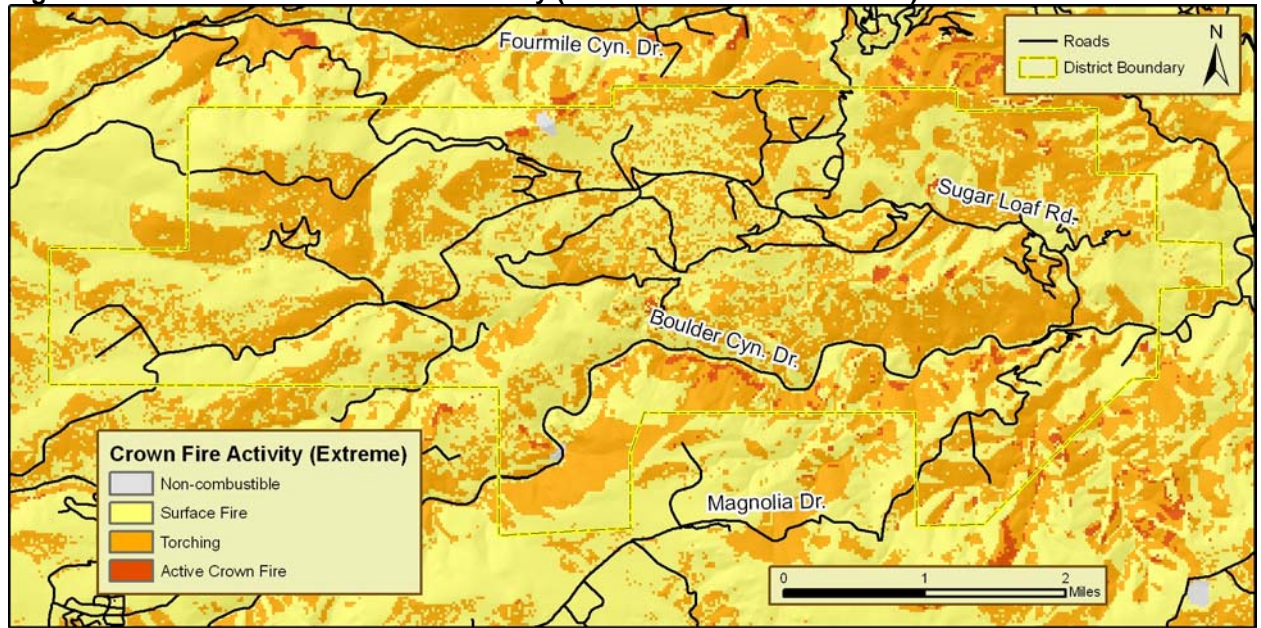 Fourmile Cyn. Dr.
Roads
District Boundary
N
Sugar Loaf Rd.
Boulder Cyn. Dr.
Magnolia Dr.
Crown Fire Activity (Extreme)
Non-combustible
Surface Fire
Torching
Active Crown Fire
0 1 2
Miles